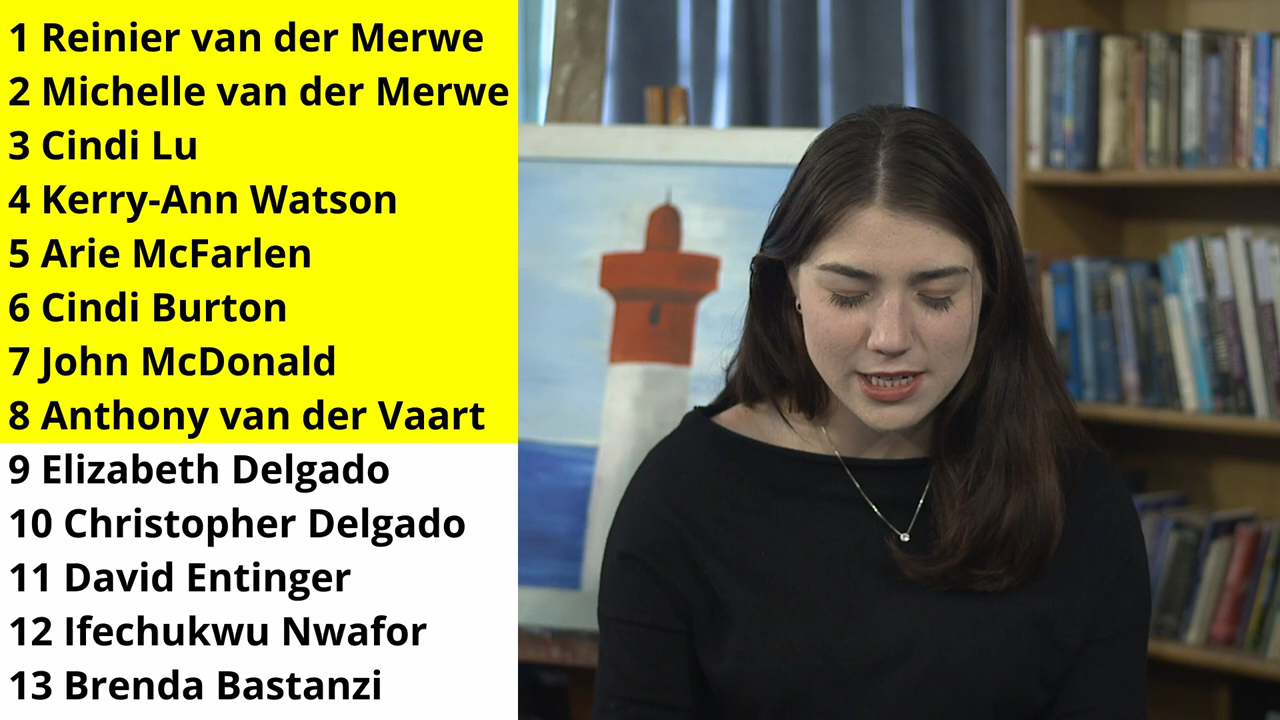 1 Reinier van der Merwe
2 Michelle van der Merwe
3 Cindi Lu
4 Kerry-Ann Watson
5 Arie McFarlen
6 Cindi Burton
7 John McDonald
8 Anthony van der Vaart
9 Elizabeth Delgado
10 Christopher Delgado
11 David Entinger
12 Ifechukwu Nwafor
13 Brenda Bastanzi